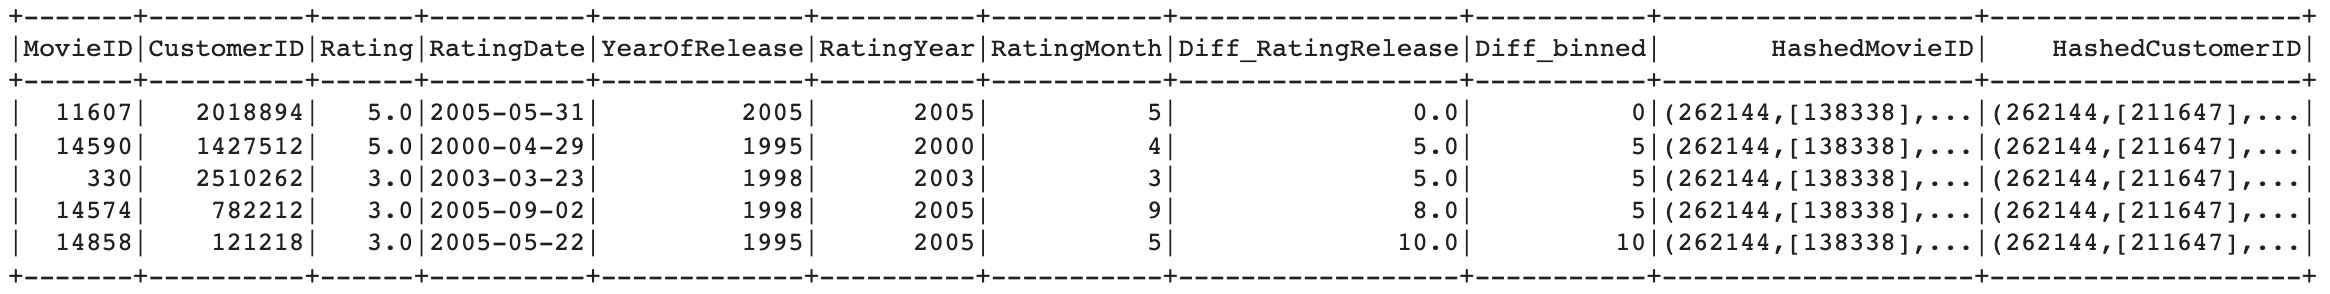 +-------+----------+------+----------+-------------+----------+-----------+------------------+-----------+--------------------+--------------------+
|MovieID|CustomerID|Rating|RatingDate|YearOfRelease|RatingYear|RatingMonth|Diff_RatingRelease|Diff_binned|       HashedMovieID|    HashedCustomerID|
+-------+----------+------+----------+-------------+----------+-----------+------------------+-----------+--------------------+--------------------+
|  11607|   2018894|   5.0|2005-05-31|         2005|      2005|          5|               0.0|          0|(262144,[138338],...|(262144,[211647],...|
|  14590|   1427512|   5.0|2000-04-29|         1995|      2000|          4|               5.0|          5|(262144,[138338],...|(262144,[211647],...|
|    330|   2510262|   3.0|2003-03-23|         1998|      2003|          3|               5.0|          5|(262144,[138338],...|(262144,[211647],...|
|  14574|    782212|   3.0|2005-09-02|         1998|      2005|          9|               8.0|          5|(262144,[138338],...|(262144,[211647],...|
|  14858|    121218|   3.0|2005-05-22|         1995|      2005|          5|              10.0|         10|(262144,[138338],...|(262144,[211647],...|
+-------+----------+------+----------+-------------+----------+-----------+------------------+-----------+--------------------+--------------------+